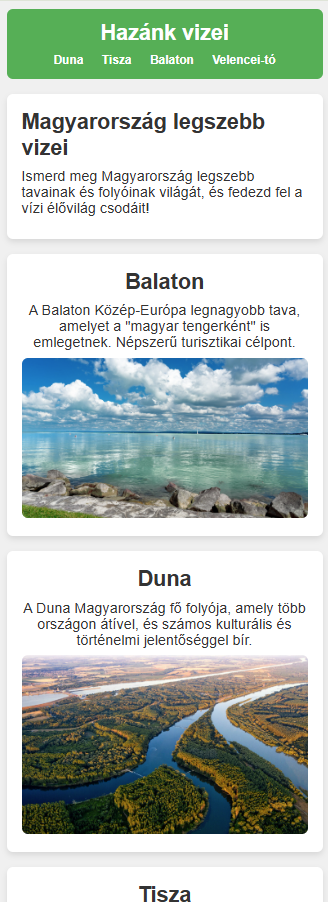 Hazánk vizei
Duna Tisza Balaton Velencei-tó
Magyarország legszebb
vizei
Ismerd meg Magyarország legszebb
tavainak és folyóinak világát, és fedezd fel a
vízi élővilág csodáit!
Balaton
A Balaton Közép-Európa legnagyobb tava,
amelyet a "magyar tengerként" is
emlegetnek. Népszerű turisztikai célpont.
Duna
A Duna Magyarország fő folyója, amely több
országon átível, és számos kulturális és
történelmi jelentőséggel bír.
Tisza